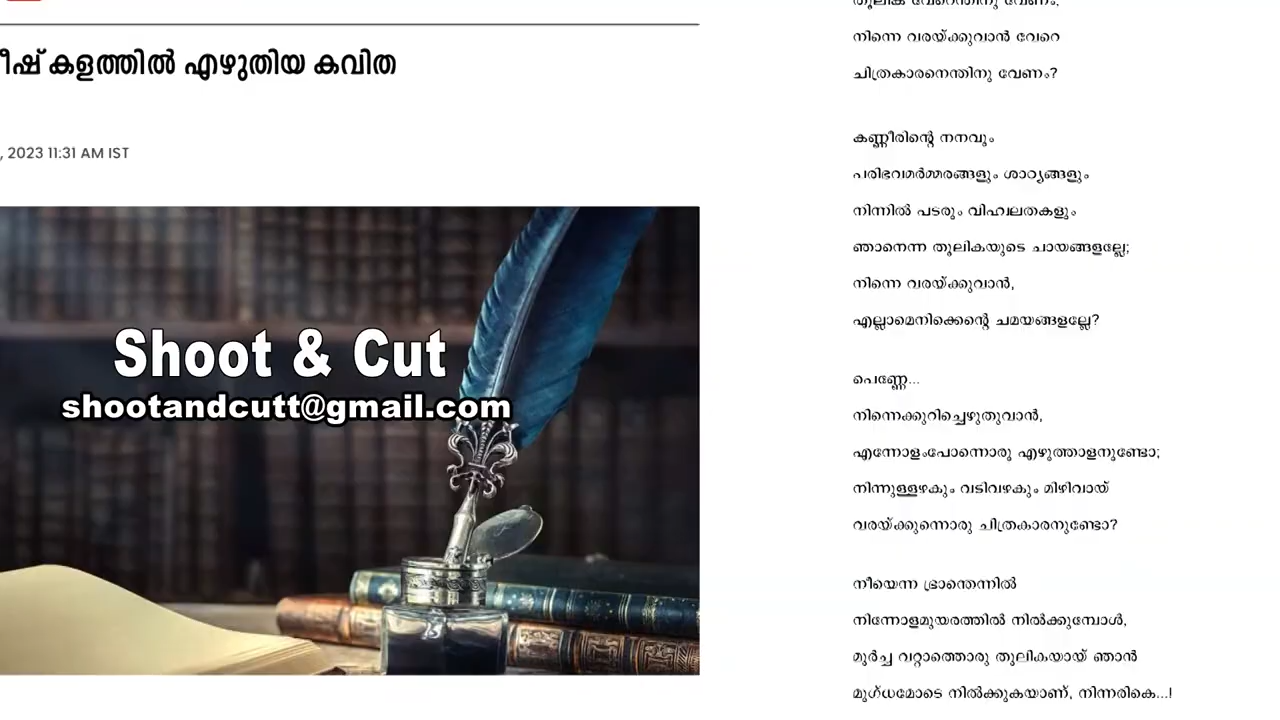 കളത്തിൽ എഴുതിയ കവിത
, 2023 11:31 AM IST
Shoot & Cut
shootandcutt@gmail.com
തൂലിക വേറെന്തിനു വേണം,
നിന്നെ വരയ്ക്കുവാൻ വേറെ
ചിത്രകാരനെന്തിനു വേണം?
കണ്ണീരിന്റെ നനവും
പരിഭവമർമ്മരങ്ങളും ശാഠ്യങ്ങളും
നിന്നിൽ പടരും വിഹ്വലതകളും
ഞാനെന്ന തൂലികയുടെ ചായങ്ങളല്ലേ;
നിന്നെ വരയ്ക്കുവാൻ,
എല്ലാമെനിക്കെന്റെ ചമയങ്ങളല്ലേ?
പെണ്ണേ...
നിന്നെക്കുറിച്ചെഴുതുവാൻ,
എന്നോളംപോന്നൊരു എഴുത്താളനുണ്ടോ;
നിന്നുള്ളഴകും വടിവഴകും മിഴിവായ്
വരയ്ക്കുന്നൊരു ചിത്രകാരനുണ്ടോ?
നീയെന്ന ഭ്രാന്തെന്നിൽ
നിന്നോളമുയരത്തിൽ നിൽക്കുമ്പോൾ,
മൂർച്ച വറ്റാത്തൊരു തൂലികയായ് ഞാൻ
മുഗ്ധമോടെ നിൽക്കുകയാണ്, നിന്നരികെ...!